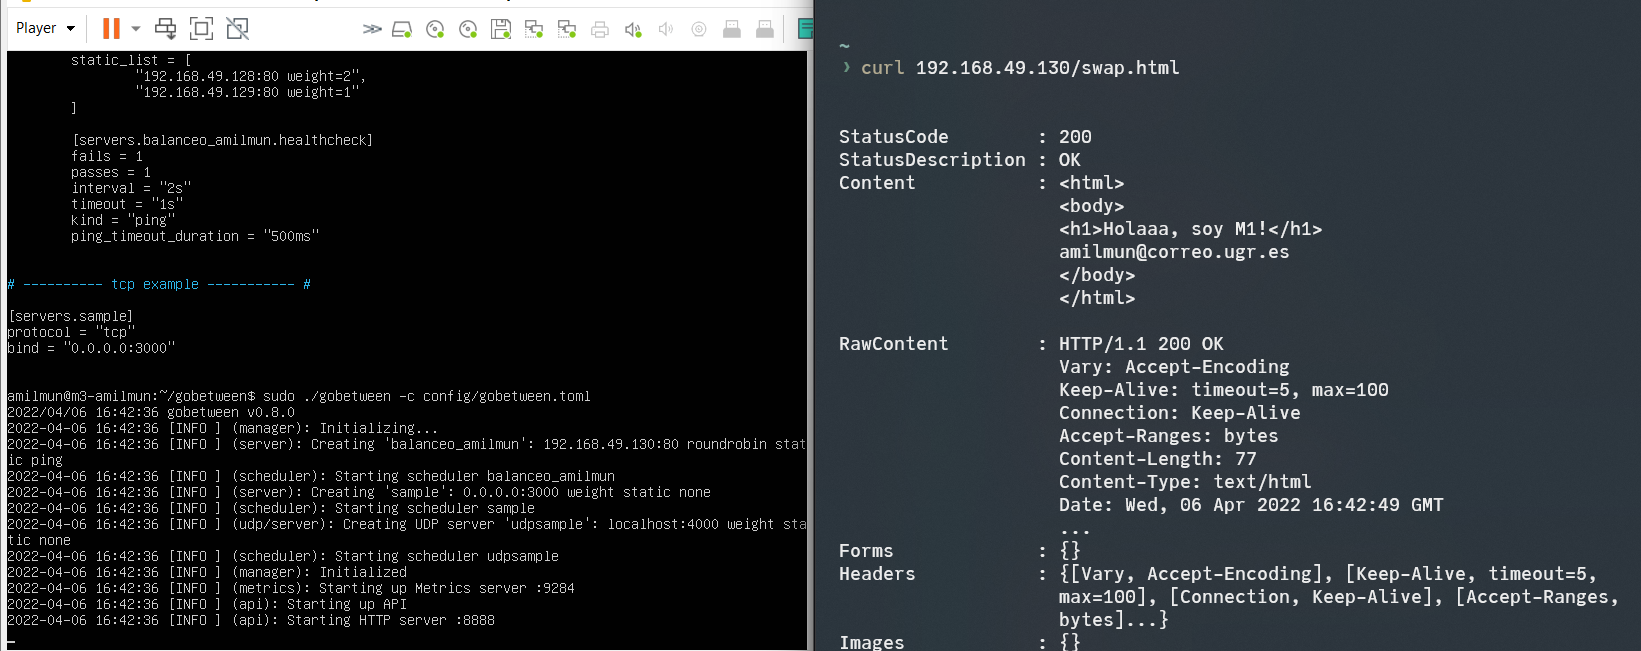 Player
static_list = [
"192.168.49.128:80 weight=2",
"192.168.49.129:80 weight=1"
]
[servers.balanceo_amilmun.healthcheck]
fails = 1
passes = 1
interval = "2s"
timeout = "1s"
kind = "ping"
ping_timeout_duration = "500ms"
# ---------- tcp example ----------- #
[servers.sample]
protocol = "tcp"
bind = "0.0.0.0:3000"
amilmun@m3-amilmun:~/gobetween$ sudo ./gobetween -c config/gobetween.toml
2022/04/06 16:42:36 gobetween v0.8.0
2022-04-06 16:42:36 [INFO ] (manager): Initializing...
2022-04-06 16:42:36 [INFO ] (server): Creating 'balanceo_amilmun': 192.168.49.130:80 roundrobin stat
ic ping
2022-04-06 16:42:36 [INFO ] (scheduler): Starting scheduler balanceo_amilmun
2022-04-06 16:42:36 [INFO ] (server): Creating 'sample': 0.0.0.0:3000 weight static none
2022-04-06 16:42:36 [INFO ] (scheduler): Starting scheduler sample
2022-04-06 16:42:36 [INFO ] (udp/server): Creating UDP server 'udpsample': localhost:4000 weight sta
tic none
2022-04-06 16:42:36 [INFO ] (scheduler): Starting scheduler udpsample
2022-04-06 16:42:36 [INFO ] (manager): Initialized
2022-04-06 16:42:36 [INFO ] (metrics): Starting up Metrics server :9284
2022-04-06 16:42:36 [INFO ] (api): Starting up API
2022-04-06 16:42:36 [INFO ] (api): Starting HTTP server :8888
~
❯ curl 192.168.49.130/swap.html
StatusCode : 200
StatusDescription : OK
Content : <html>
<body>
<h1>Holaaa, soy M1!</h1>
amilmun@correo.ugr.es
</body>
</html>
RawContent : HTTP/1.1 200 OK
Vary: Accept-Encoding
Keep-Alive: timeout=5, max=100
Connection: Keep-Alive
Accept-Ranges: bytes
Content-Length: 77
Content-Type: text/html
Date: Wed, 06 Apr 2022 16:42:49 GMT
...
Forms : {}
Headers : {[Vary, Accept-Encoding], [Keep-Alive, timeout=5,
max=100], [Connection, Keep-Alive], [Accept-Ranges,
bytes]...}
Images : {}